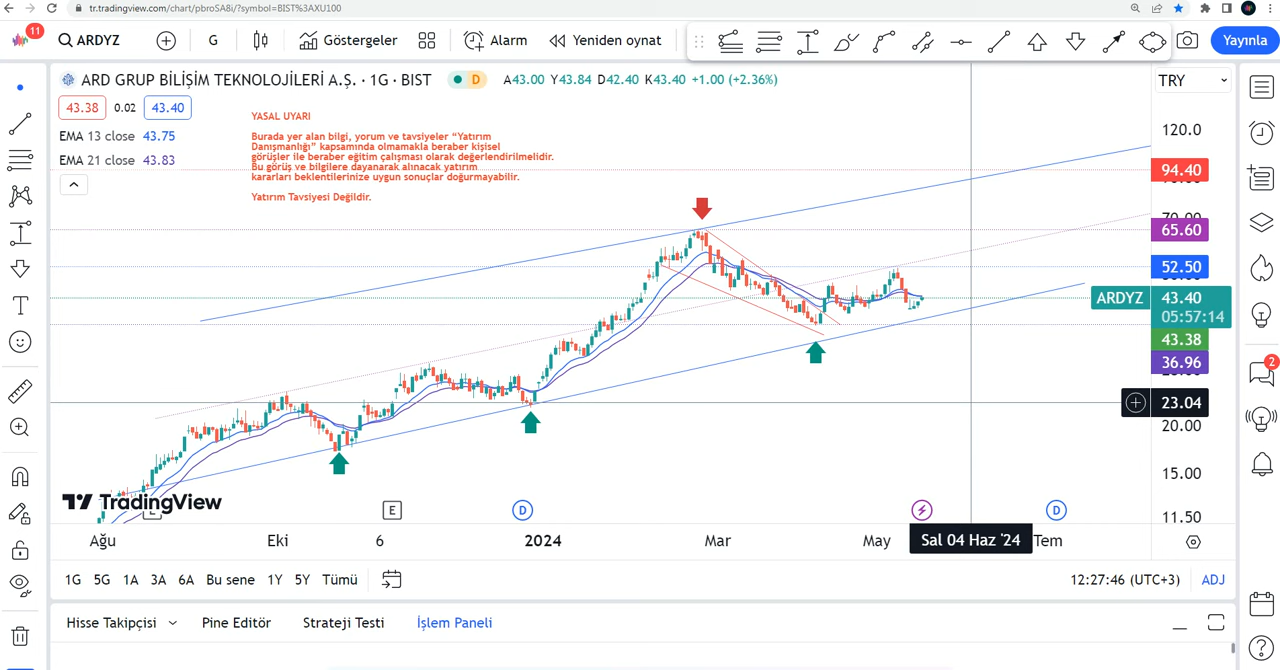 tr.tradingview.com/chart/pbroSA8i/?symbol=BIST%3AXU100
11
ARDYZ
G
Göstergeler
Alarm
Yeniden oynat
Yayınla
ARD GRUP BİLİŞİM TEKNOLOJİLERİ A.Ş. · 1G · BIST
D
A43.00 Y43.84 D42.40 K43.40 +1.00 (+2.36%)
TRY
43.38 0.02 43.40
EMA 13 close 43.75
EMA 21 close 43.83
YASAL UYARI
Burada yer alan bilgi, yorum ve tavsiyeler “Yatırım
Danışmanlığı” kapsamında olmamakla beraber kişisel
görüşler ile beraber eğitim çalışması olarak değerlendirilmelidir.
Bu görüş ve bilgilere dayanarak alınacak yatırım
kararları beklentilerinize uygun sonuçlar doğurmayabilir.
Yatırım Tavsiyesi Değildir.
120.0
94.40
70.00
65.60
52.50
ARDYZ 43.40
05:57:14
43.38
36.96
2
23.04
20.00
15.00
11.50
TradingView
E
D
D
Ağu
Eki
6
2024
Mar
May
Sal 04 Haz '24
Tem
1G 5G 1A 3A 6A Bu sene 1Y 5Y Tümü
12:27:46 (UTC+3)
ADJ
Hisse Takipçisi
Pine Editör
Strateji Testi
İşlem Paneli